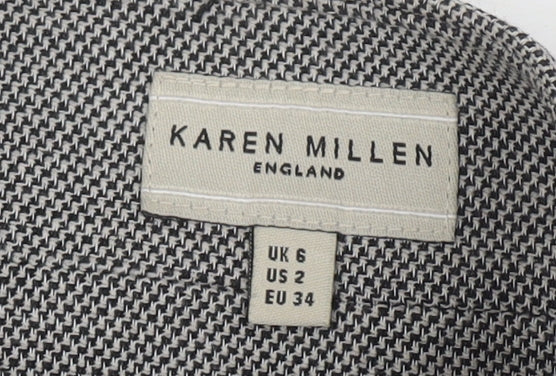 KAREN MILLEN
ENGLAND
UK 6
US 2
EU 34